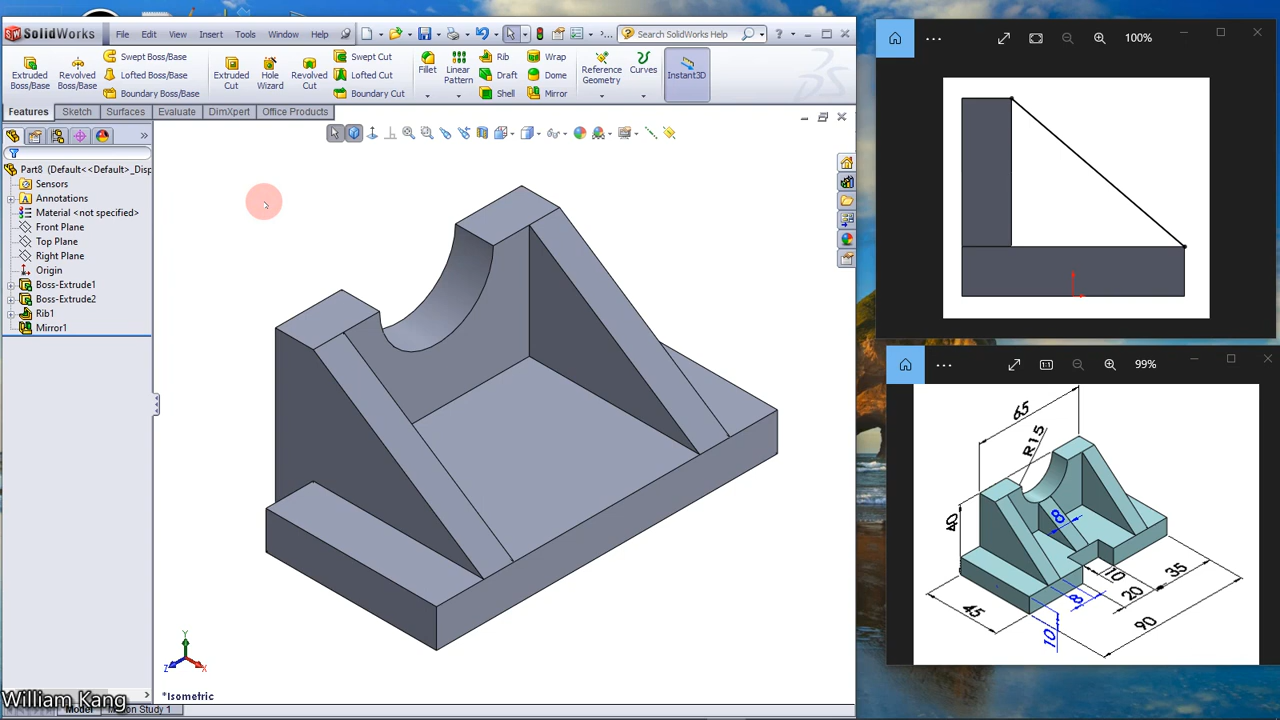 SolidWorks
File Edit View Insert Tools Window Help
Search SolidWorks Help
Extruded Boss/Base
Revolved Boss/Base
Swept Boss/Base
Lofted Boss/Base
Boundary Boss/Base
Extruded Cut
Hole Wizard
Revolved Cut
Swept Cut
Lofted Cut
Boundary Cut
Fillet
Linear Pattern
Rib
Draft
Shell
Wrap
Dome
Mirror
Reference Geometry
Curves
Instant3D
Features Sketch Surfaces Evaluate DimXpert Office Products
Part8 (Default<<Default>_Disp
Sensors
Annotations
Material <not specified>
Front Plane
Top Plane
Right Plane
Origin
Boss-Extrude1
Boss-Extrude2
Rib1
Mirror1
Y
Z
X
*Isometric
William Kang
Model
Motion Study 1
100%
99%
65
R15
40
8
10
35
20
8
45
10
90